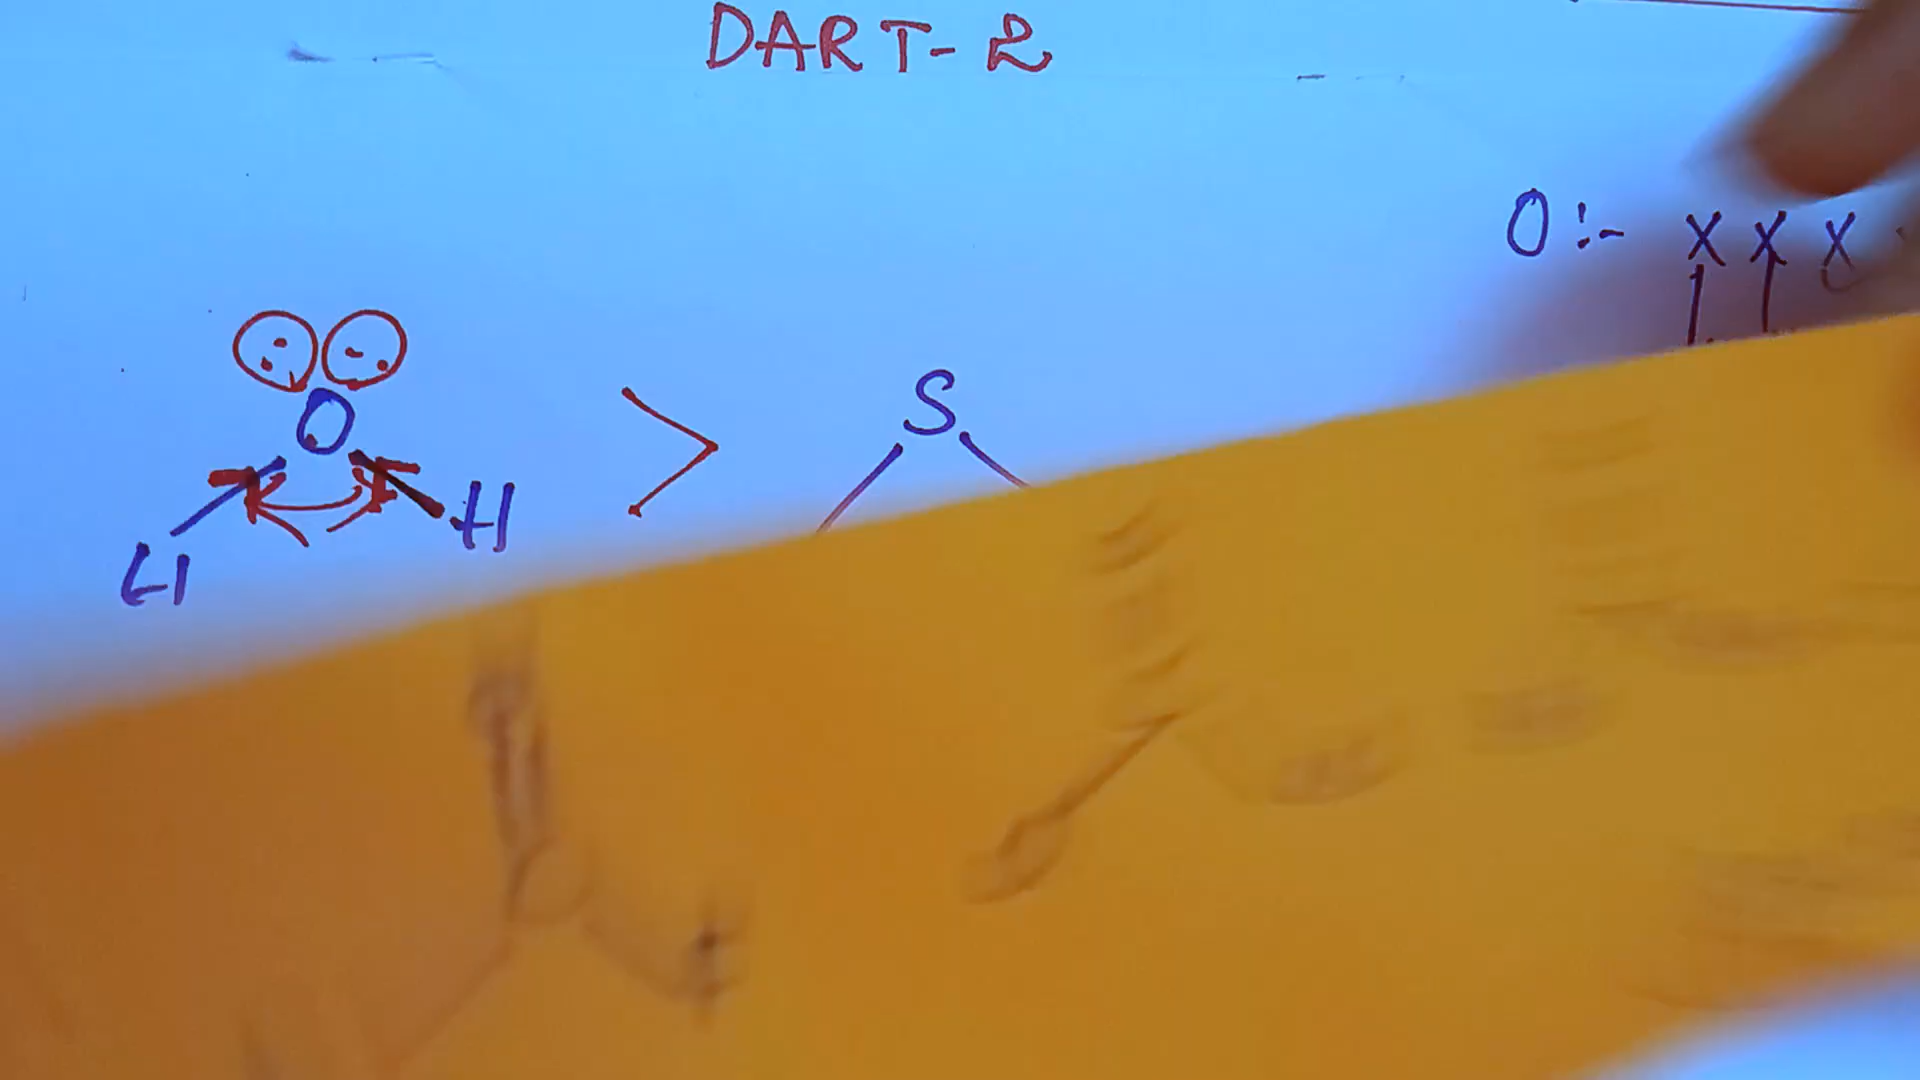 DART-2
O :- X X X
O > S
H H